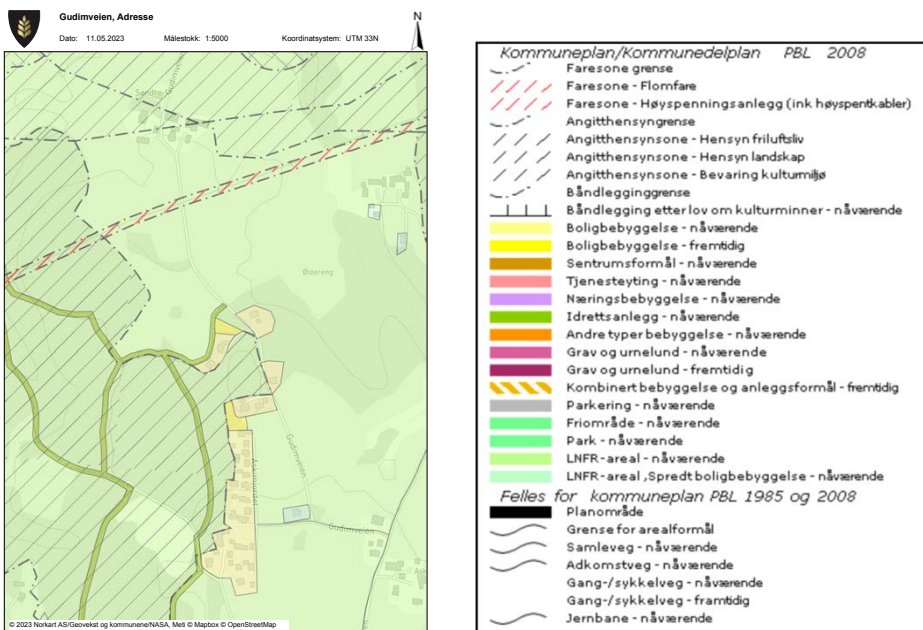 Gudimveien, Adresse
Dato: 11.05.2023 Målestokk: 1:5000 Koordinatsystem: UTM 33N
N
Gudimveien
Søndre
Østereng
Gudimveien
Askimjordet
Gudimveien
© 2023 Norkart AS/Geovekst og kommunene/NASA, Meti © Mapbox © OpenStreetMap
Kommuneplan/Kommunedelplan PBL 2008
Faresone grense
Faresone - Flomfare
Faresone - Høyspenningsanlegg (ink høyspentkabler)
Angitthensyngrense
Angitthensynsone - Hensyn friluftsliv
Angitthensynsone - Hensyn landskap
Angitthensynsone - Bevaring kulturmiljø
Båndlegginggrense
Båndlegging etter lov om kulturminner - nåværende
Boligbebyggelse - nåværende
Boligbebyggelse - fremtidig
Sentrumsformål - nåværende
Tjenesteyting - nåværende
Næringsbebyggelse - nåværende
Idrettsanlegg - nåværende
Andre typer bebyggelse - nåværende
Grav og urnelund - nåværende
Grav og urnelund - fremtidig
Kombinert bebyggelse og anleggsformål - fremtidig
Parkering - nåværende
Friområde - nåværende
Park - nåværende
LNFR-areal - nåværende
LNFR-areal ,Spredt boligbebyggelse - nåværende
Felles for kommuneplan PBL 1985 og 2008
Planområde
Grense for arealformål
Samleveg - nåværende
Adkomstveg - nåværende
Gang-/sykkelveg - nåværende
Gang-/sykkelveg - framtidig
Jernbane - nåværende